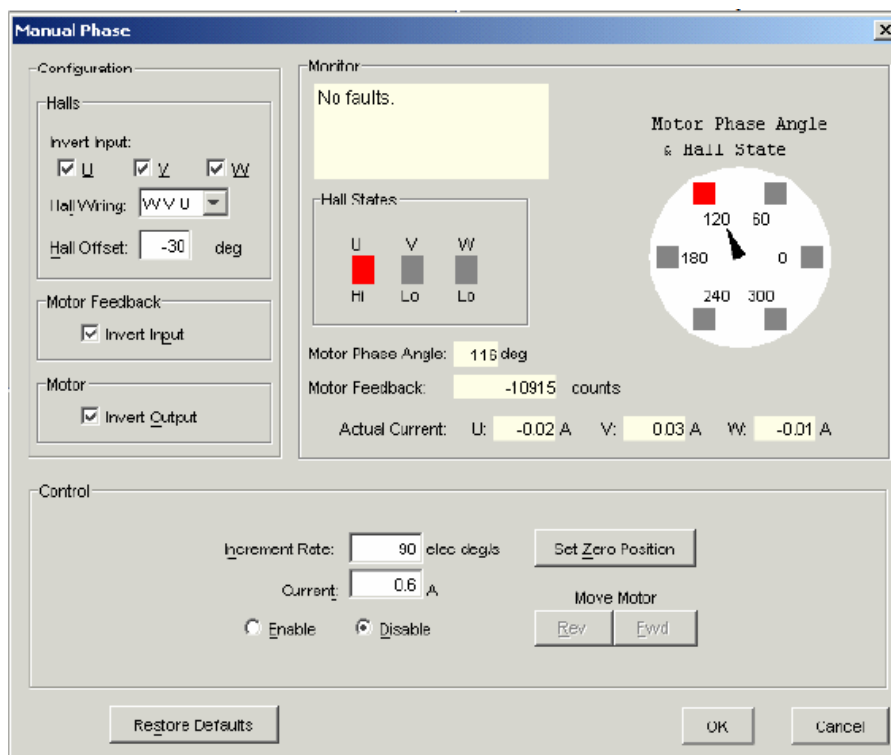 Manual Phase
Configuration
Halls
Invert Input:
U V W
Hall Wiring: W V U
Hall Offset: -30 deg
Motor Feedback
Invert Input
Motor
Invert Output
Monitor
No faults.
Motor Phase Angle
& Hall State
120 60
180 0
240 300
Hall States
U V W
Hi Lo Lo
Motor Phase Angle: 116 deg
Motor Feedback: -10915 counts
Actual Current: U: -0.02 A V: 0.03 A W: -0.01 A
Control
Increment Rate: 90 elec deg/s
Set Zero Position
Current: 0.6 A
Move Motor
Enable Disable
Rev Fwd
Restore Defaults
OK Cancel